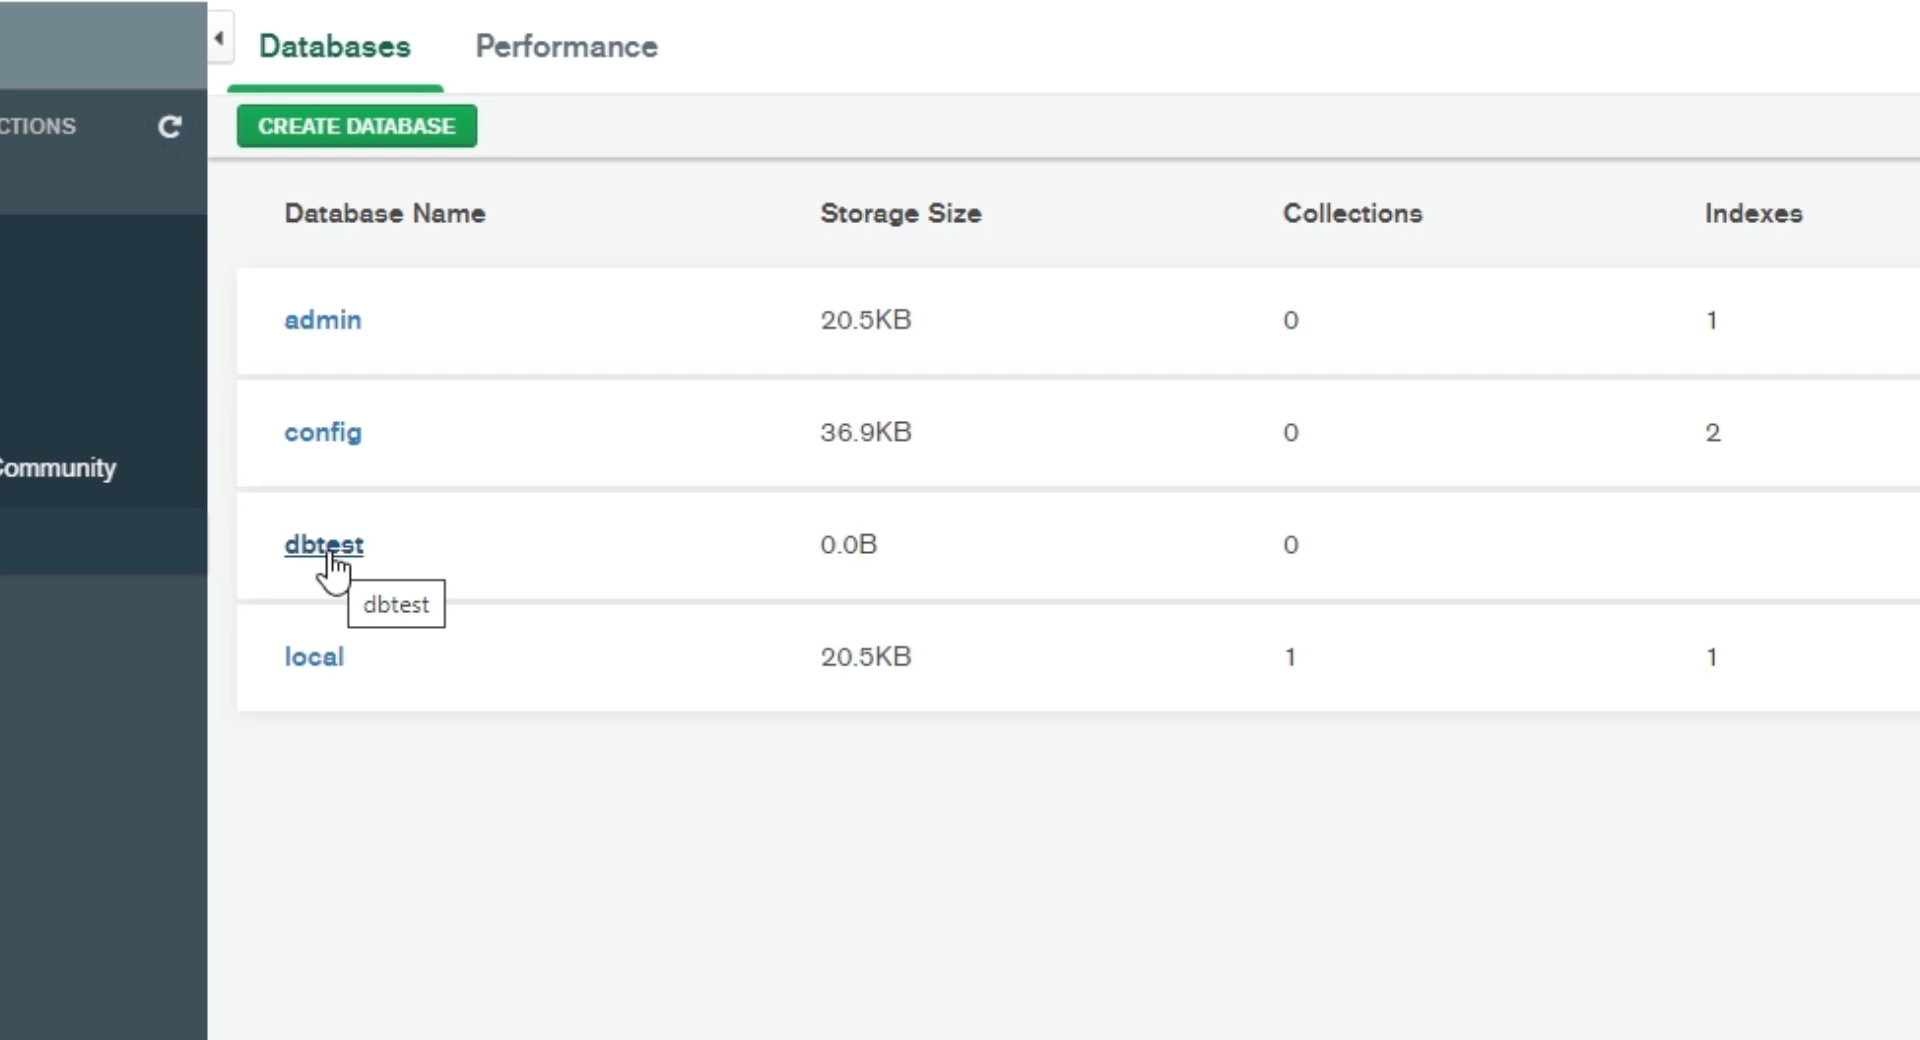 Databases Performance
CTIONS
CREATE DATABASE
Database Name Storage Size Collections Indexes
admin 20.5KB 0 1
config 36.9KB 0 2
Community
dbtest 0.0B 0
dbtest
local 20.5KB 1 1